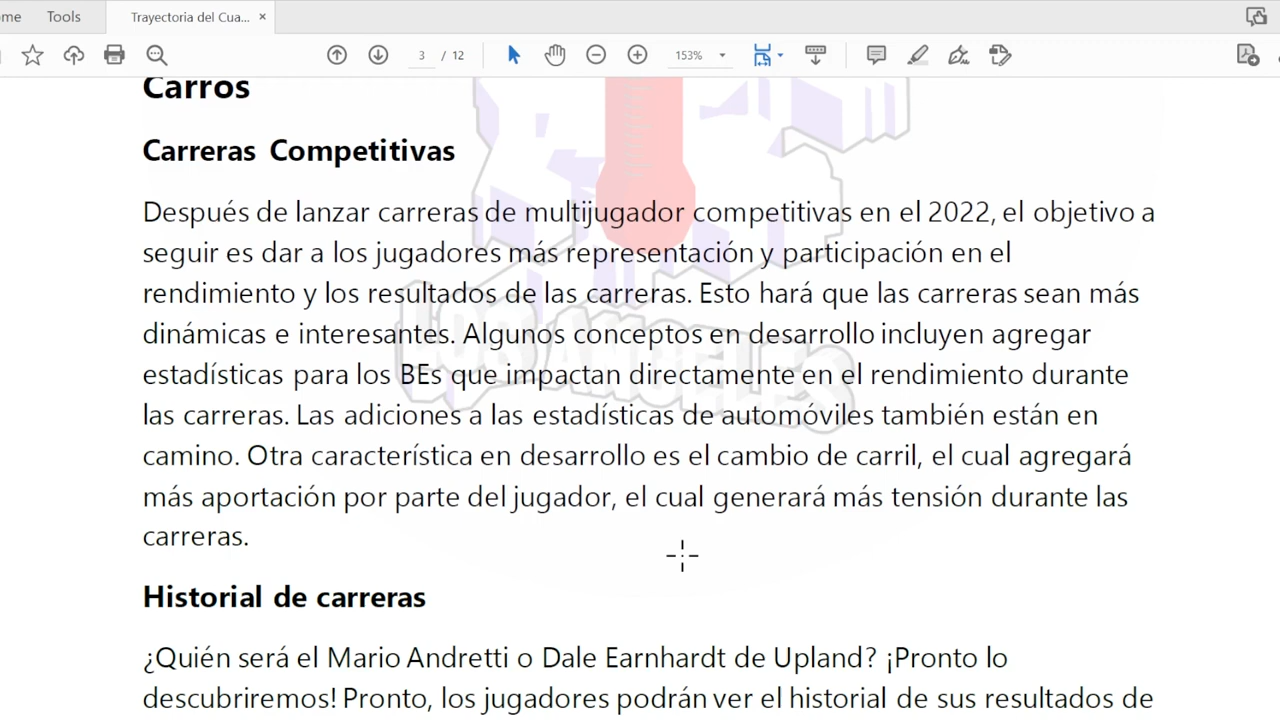 ome Tools Trayectoria del Cua... ×
3 / 12 153%
Carros
Carreras Competitivas
Después de lanzar carreras de multijugador competitivas en el 2022, el objetivo a
seguir es dar a los jugadores más representación y participación en el
rendimiento y los resultados de las carreras. Esto hará que las carreras sean más
dinámicas e interesantes. Algunos conceptos en desarrollo incluyen agregar
estadísticas para los BEs que impactan directamente en el rendimiento durante
las carreras. Las adiciones a las estadísticas de automóviles también están en
camino. Otra característica en desarrollo es el cambio de carril, el cual agregará
más aportación por parte del jugador, el cual generará más tensión durante las
carreras.
LOS ANGELES
Historial de carreras
¿Quién será el Mario Andretti o Dale Earnhardt de Upland? ¡Pronto lo
descubriremos! Pronto, los jugadores podrán ver el historial de sus resultados de